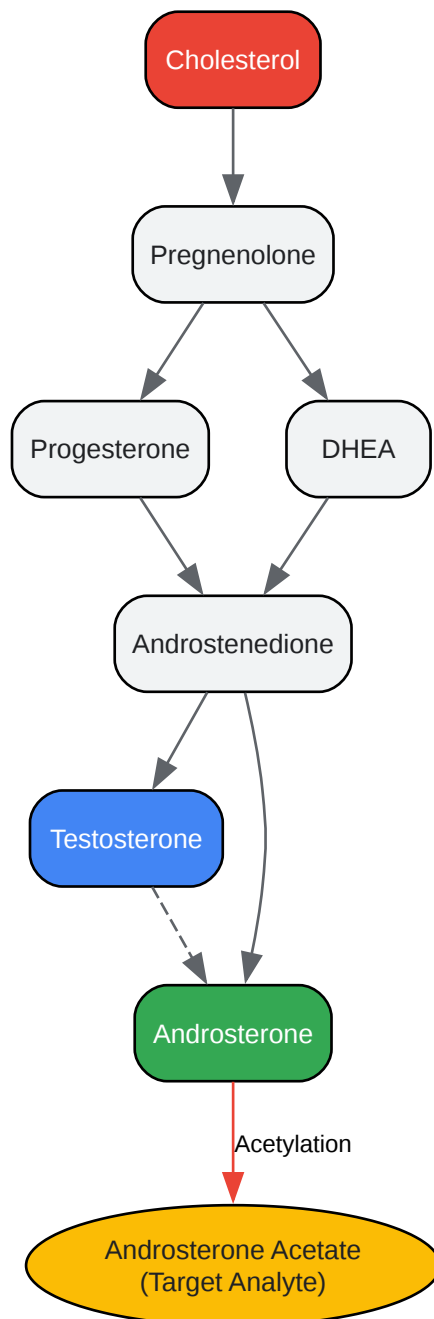 Cholesterol
Pregnenolone
Progesterone
DHEA
Androstenedione
Testosterone
Androsterone
Acetylation
Androsterone Acetate
(Target Analyte)